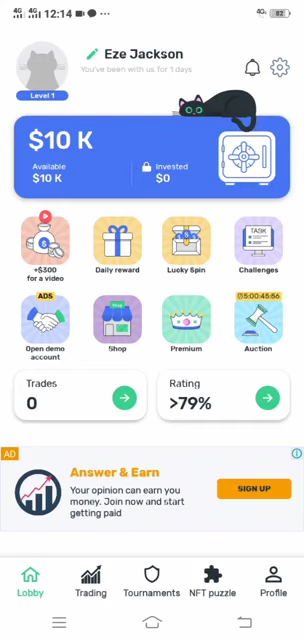 4G 4G 12:14 ...
4G 82
Eze Jackson
You've been with us for 1 days
Level 1
$10 K
Available
$10 K
Invested
$0
+$300
for a video
Daily reward
Lucky Spin
TASK
Challenges
ADS
Open demo
account
Shop
Shop
Premium
05:00:45:56
Auction
Trades
0
Rating
>79%
AD
Answer & Earn
Your opinion can earn you
money. Join now and start
getting paid
SIGN UP
Lobby
Trading
Tournaments
NFT puzzle
Profile